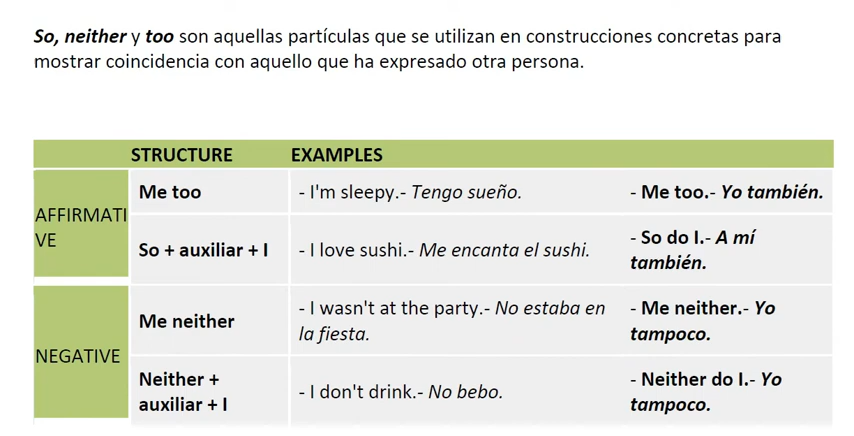 So, neither y too son aquellas partículas que se utilizan en construcciones concretas para
mostrar coincidencia con aquello que ha expresado otra persona.
STRUCTURE EXAMPLES
AFFIRMATI
VE
Me too - I'm sleepy.- Tengo sueño. - Me too.- Yo también.
So + auxiliar + I - I love sushi.- Me encanta el sushi. - So do I.- A mí
también.
NEGATIVE
Me neither - I wasn't at the party.- No estaba en
la fiesta. - Me neither.- Yo
tampoco.
Neither +
auxiliar + I - I don't drink.- No bebo. - Neither do I.- Yo
tampoco.